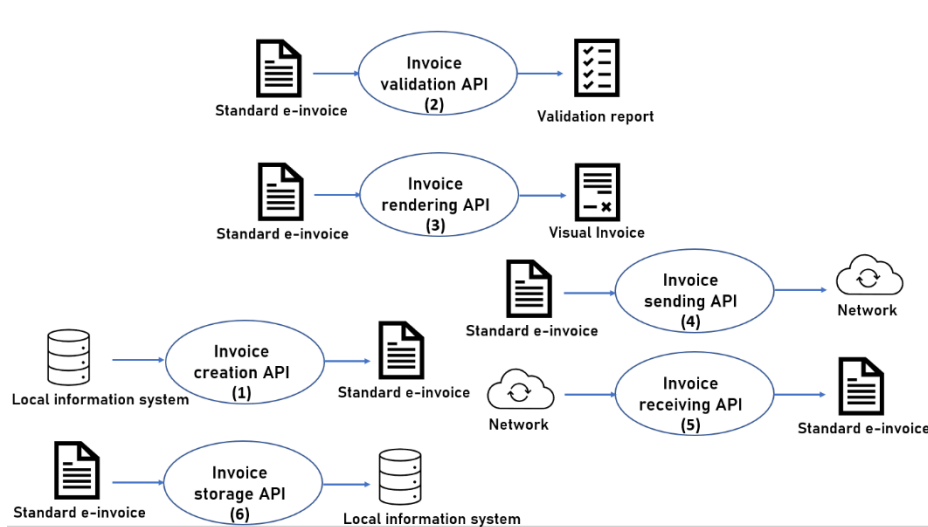 Invoice
validation API
(2)
Standard e-invoice
Validation report
Invoice
rendering API
(3)
Standard e-invoice
Visual Invoice
Invoice
sending API
(4)
Standard e-invoice
Network
Invoice
creation API
(1)
Local information system
Standard e-invoice
Invoice
receiving API
(5)
Network
Standard e-invoice
Invoice
storage API
(6)
Standard e-invoice
Local information system